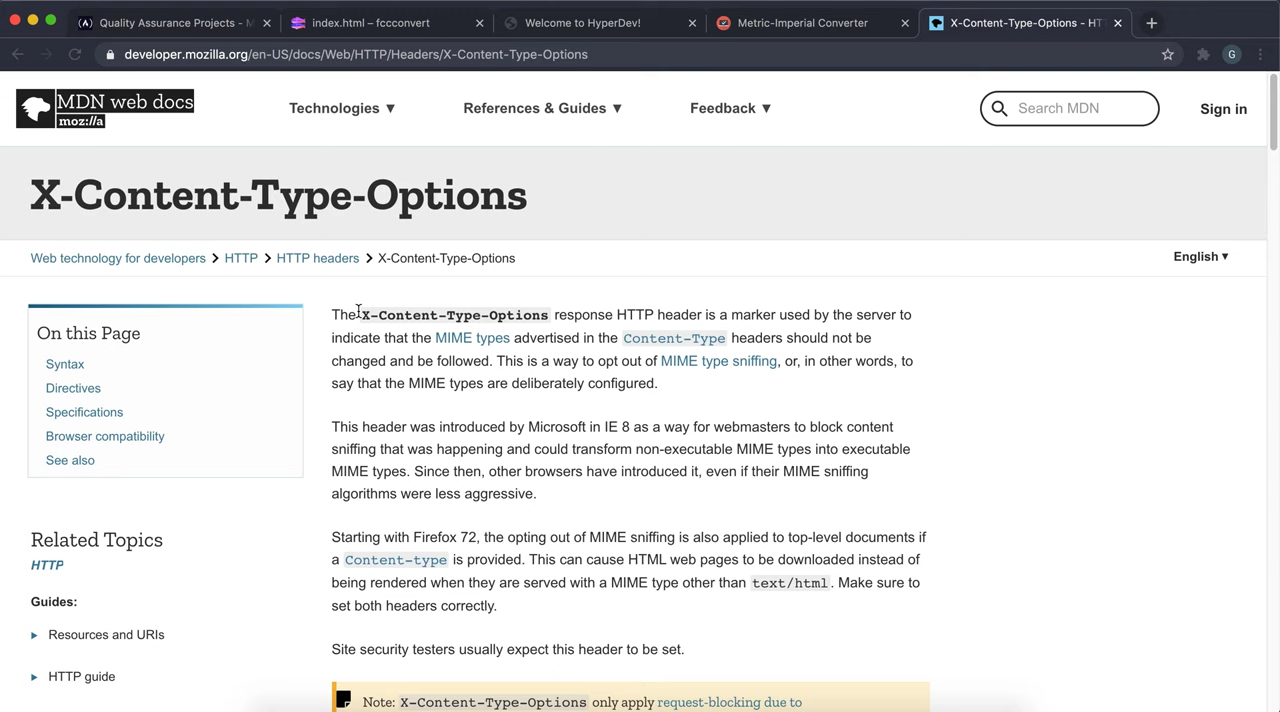 Quality Assurance Projects - M
index.html – fccconvert
Welcome to HyperDev!
Metric-Imperial Converter
X-Content-Type-Options - HT
developer.mozilla.org/en-US/docs/Web/HTTP/Headers/X-Content-Type-Options
G
MDN web docs
moz://a
Technologies ▼
References & Guides ▼
Feedback ▼
Search MDN
Sign in
X-Content-Type-Options
Web technology for developers > HTTP > HTTP headers > X-Content-Type-Options
English ▼
On this Page
Syntax
Directives
Specifications
Browser compatibility
See also
Related Topics
HTTP
Guides:
Resources and URIs
HTTP guide
The X-Content-Type-Options response HTTP header is a marker used by the server to
indicate that the MIME types advertised in the Content-Type headers should not be
changed and be followed. This is a way to opt out of MIME type sniffing, or, in other words, to
say that the MIME types are deliberately configured.
This header was introduced by Microsoft in IE 8 as a way for webmasters to block content
sniffing that was happening and could transform non-executable MIME types into executable
MIME types. Since then, other browsers have introduced it, even if their MIME sniffing
algorithms were less aggressive.
Starting with Firefox 72, the opting out of MIME sniffing is also applied to top-level documents if
a Content-type is provided. This can cause HTML web pages to be downloaded instead of
being rendered when they are served with a MIME type other than text/html. Make sure to
set both headers correctly.
Site security testers usually expect this header to be set.
Note: X-Content-Type-Options only apply request-blocking due to